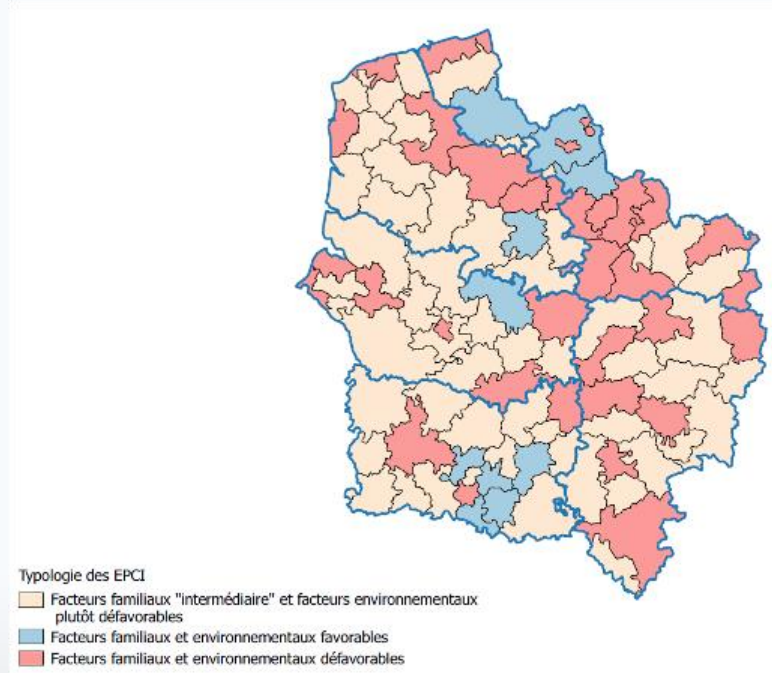 Typologie des EPCI
Facteurs familiaux "intermédiaire" et facteurs environnementaux
plutôt défavorables
Facteurs familiaux et environnementaux favorables
Facteurs familiaux et environnementaux défavorables